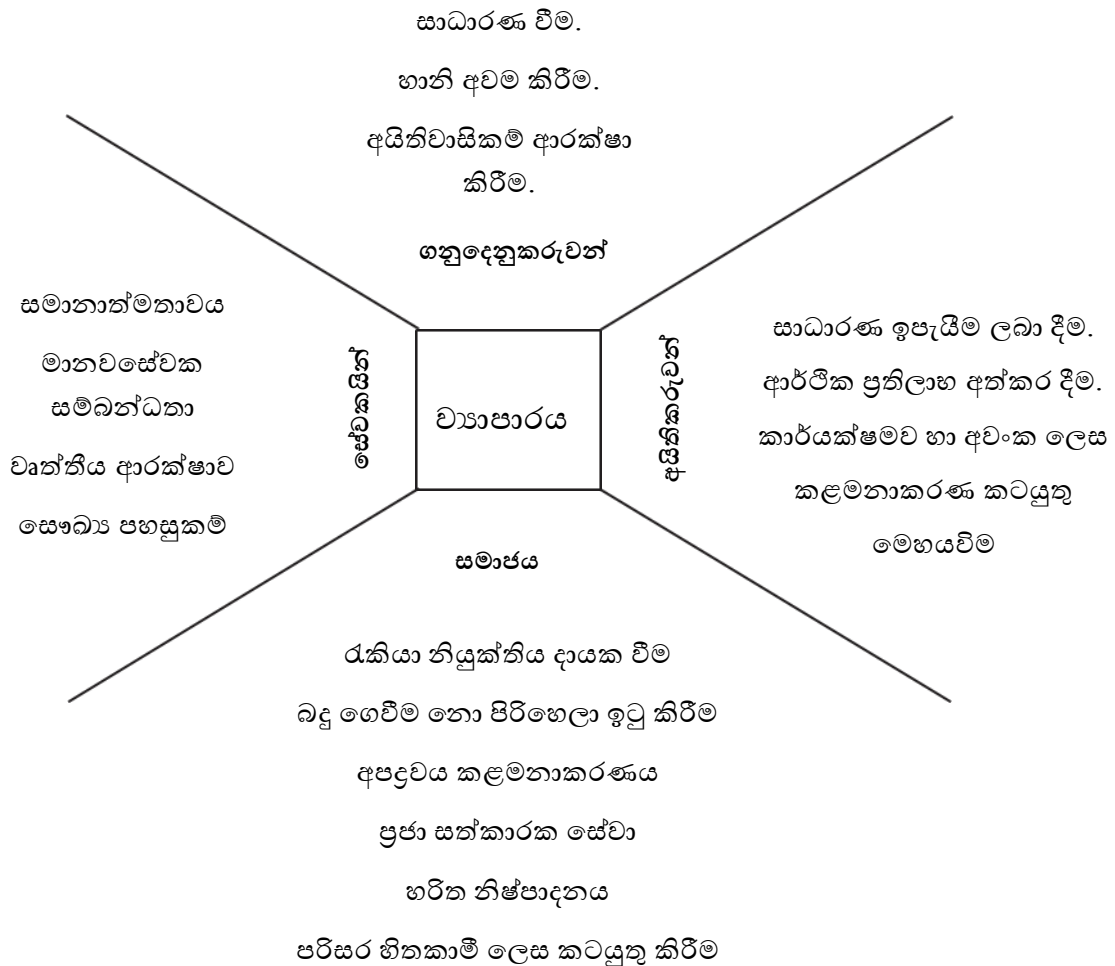 සාධාරණ වීම.
හානි අවම කිරීම.
අයිතිවාසිකම් ආරක්ෂා
කිරීම.
ගනුදෙනුකරුවන්
සමානාත්මතාවය
මානවසේවක
සම්බන්ධතා
වෘත්තීය ආරක්ෂාව
සෞඛ්‍ය පහසුකම්
සේවකයින්
ව්‍යාපාරය
අයිතිකරුවන්
සාධාරණ ඉපැයීම ලබා දීම.
ආර්ථික ප්‍රතිලාභ අත්කර දීම.
කාර්යක්ෂමව හා අවංක ලෙස
කළමනාකරණ කටයුතු
මෙහයවිම
සමාජය
රැකියා නියුක්තිය දායක වීම
බදු ගෙවීම නො පිරිහෙලා ඉටු කිරීම
අපද්‍රවය කළමනාකරණය
ප්‍රජා සත්කාරක සේවා
හරිත නිෂ්පාදනය
පරිසර හිතකාමී ලෙස කටයුතු කිරීම